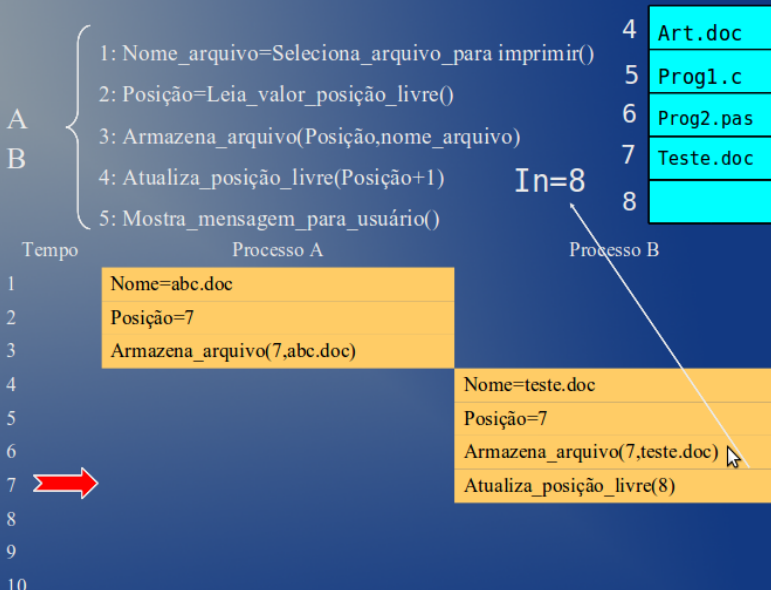 4 Art.doc
1: Nome_arquivo=Seleciona_arquivo_para imprimir()
5 Prog1.c
2: Posição=Leia_valor_posição_livre()
6 Prog2.pas
A
3: Armazena_arquivo(Posição,nome_arquivo)
B
7 Teste.doc
4: Atualiza_posição_livre(Posição+1)
In=8
8
5: Mostra_mensagem_para_usuário()
Tempo Processo A Processo B
1 Nome=abc.doc
2 Posição=7
3 Armazena_arquivo(7,abc.doc)
4 Nome=teste.doc
5 Posição=7
6 Armazena_arquivo(7,teste.doc)
7 Atualiza_posição_livre(8)
8
9
10